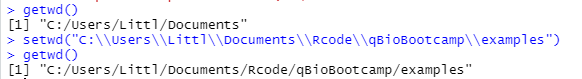 > getwd()
[1] "C:/Users/Littl/Documents"
> setwd("C:\\Users\\Littl\\Documents\\Rcode\\qBioBootcamp\\examples")
> getwd()
[1] "C:/Users/Littl/Documents/Rcode/qBioBootcamp/examples"